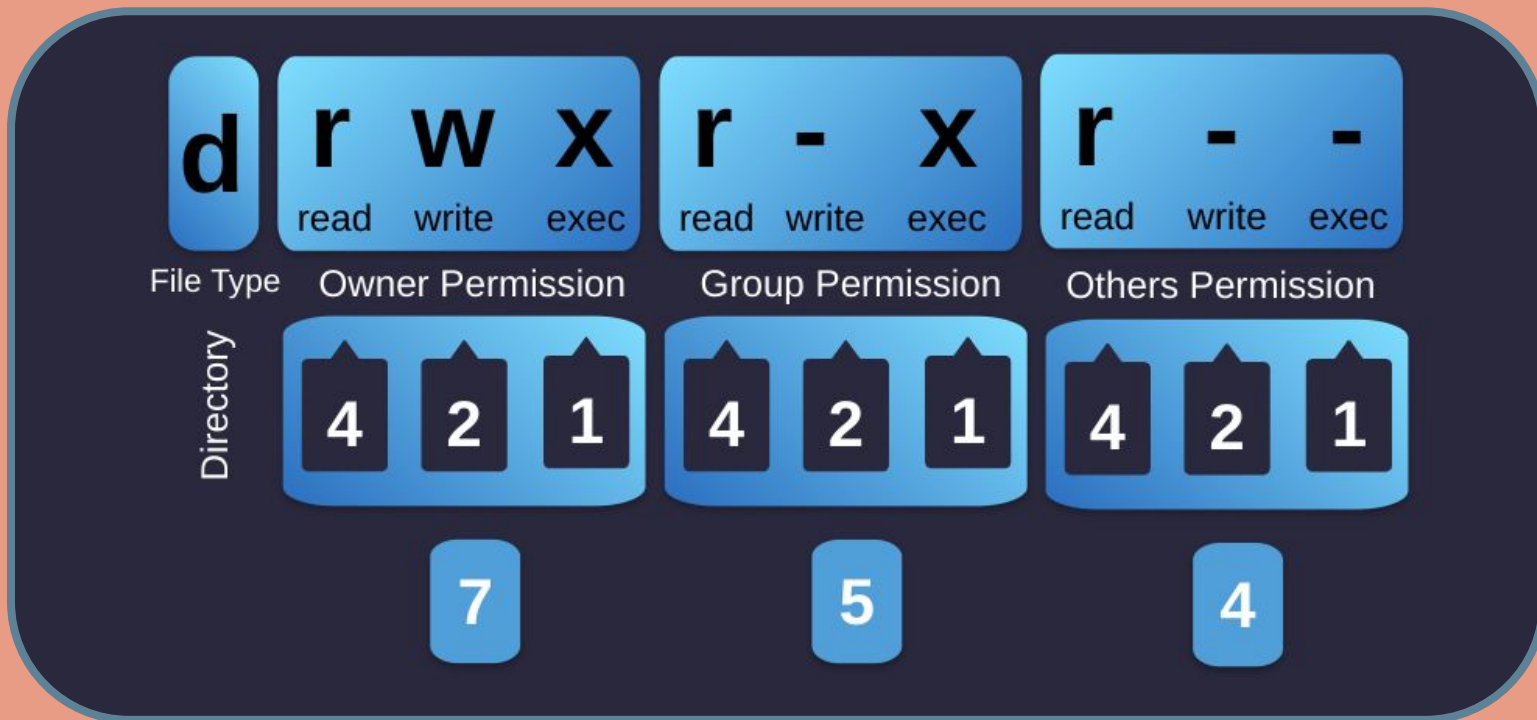 d r w x r - x r - -
read write exec read write exec read write exec
File Type Owner Permission Group Permission Others Permission
Directory
4 2 1 4 2 1 4 2 1
7 5 4